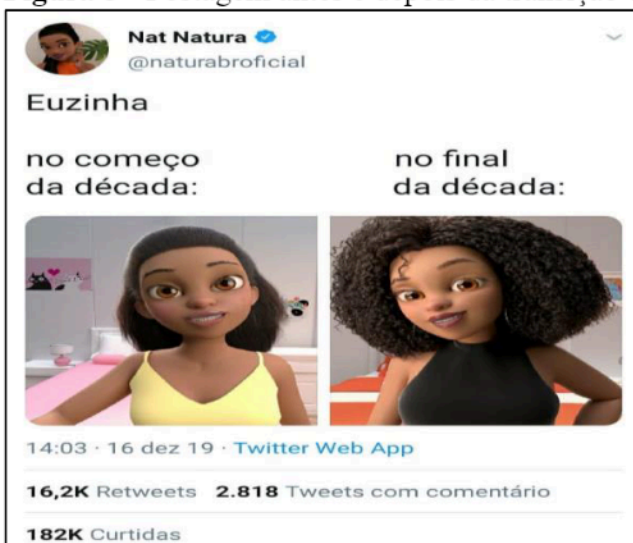 Nat Natura
@naturabroficial
Euzinha
no começo
da década:
no final
da década:
14:03 · 16 dez 19 · Twitter Web App
16,2K Retweets 2.818 Tweets com comentário
182K Curtidas